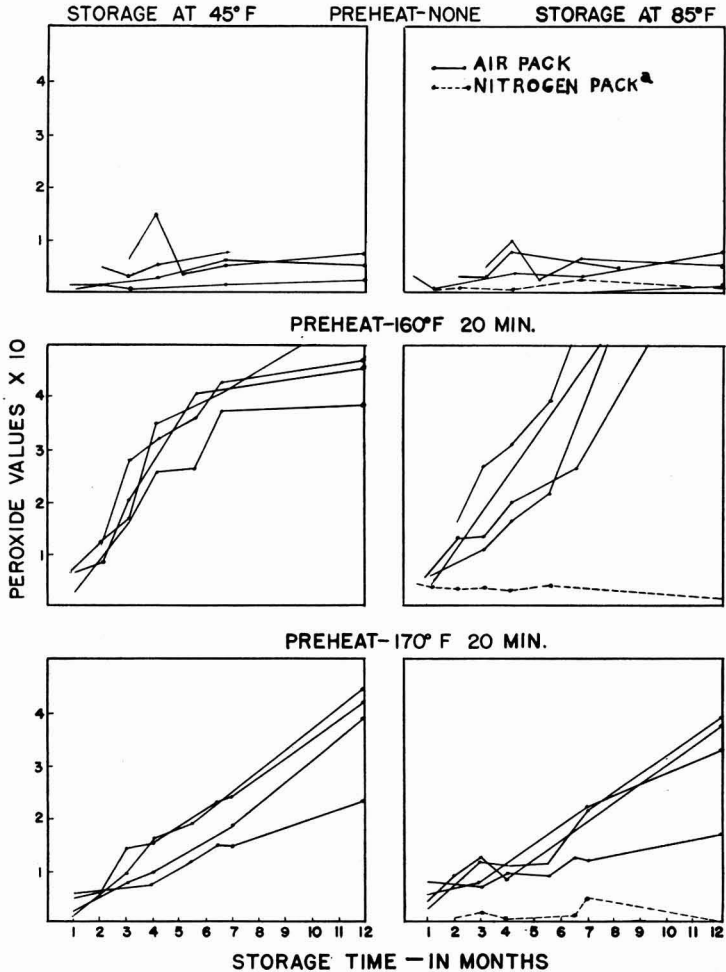 STORAGE AT 45°F PREHEAT-NONE STORAGE AT 85°F
AIR PACK
NITROGEN PACKª
4
3
2
1
PREHEAT-160°F 20 MIN.
4
3
2
1
PEROXIDE VALUES X 10
PREHEAT-170°F 20 MIN.
4
3
2
1
1 2 3 4 5 6 7 8 9 10 11 12
1 2 3 4 5 6 7 8 9 10 11 12
STORAGE TIME — IN MONTHS